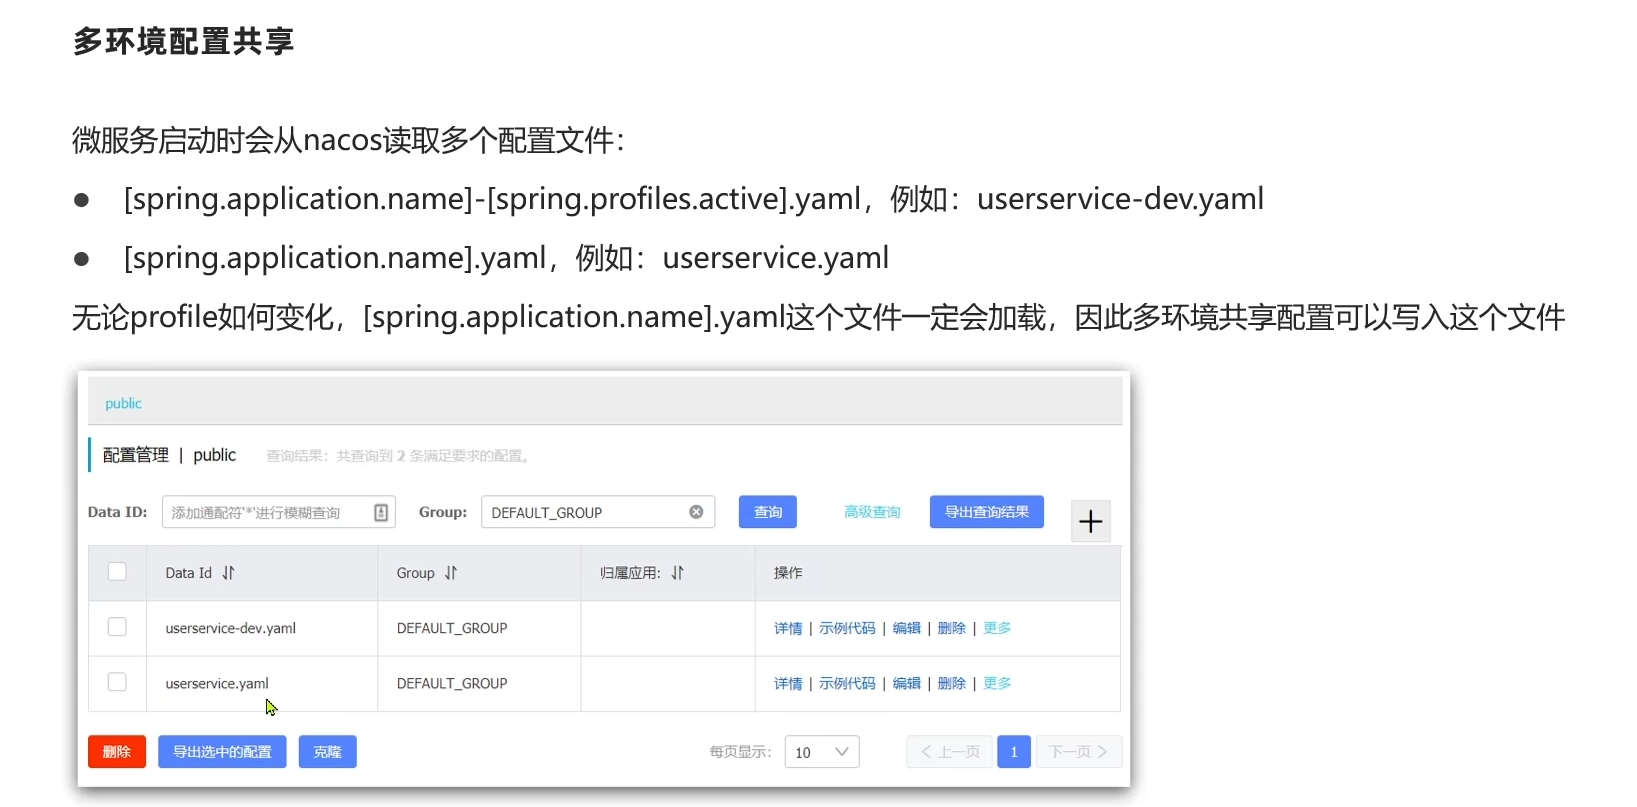 多环境配置共享
微服务启动时会从nacos读取多个配置文件：
● [spring.application.name]-[spring.profiles.active].yaml，例如：userservice-dev.yaml
● [spring.application.name].yaml，例如：userservice.yaml
无论profile如何变化，[spring.application.name].yaml这个文件一定会加载，因此多环境共享配置可以写入这个文件
public
配置管理 | public 查询结果：共查询到 2 条满足要求的配置。
Data ID: 添加通配符'*'进行模糊查询 Group: DEFAULT_GROUP 查询 高级查询 导出查询结果 +
Data Id Group 归属应用: 操作
userservice-dev.yaml DEFAULT_GROUP 详情 | 示例代码 | 编辑 | 删除 | 更多
userservice.yaml DEFAULT_GROUP 详情 | 示例代码 | 编辑 | 删除 | 更多
删除 导出选中的配置 克隆 每页显示: 10 < 上一页 1 下一页 >